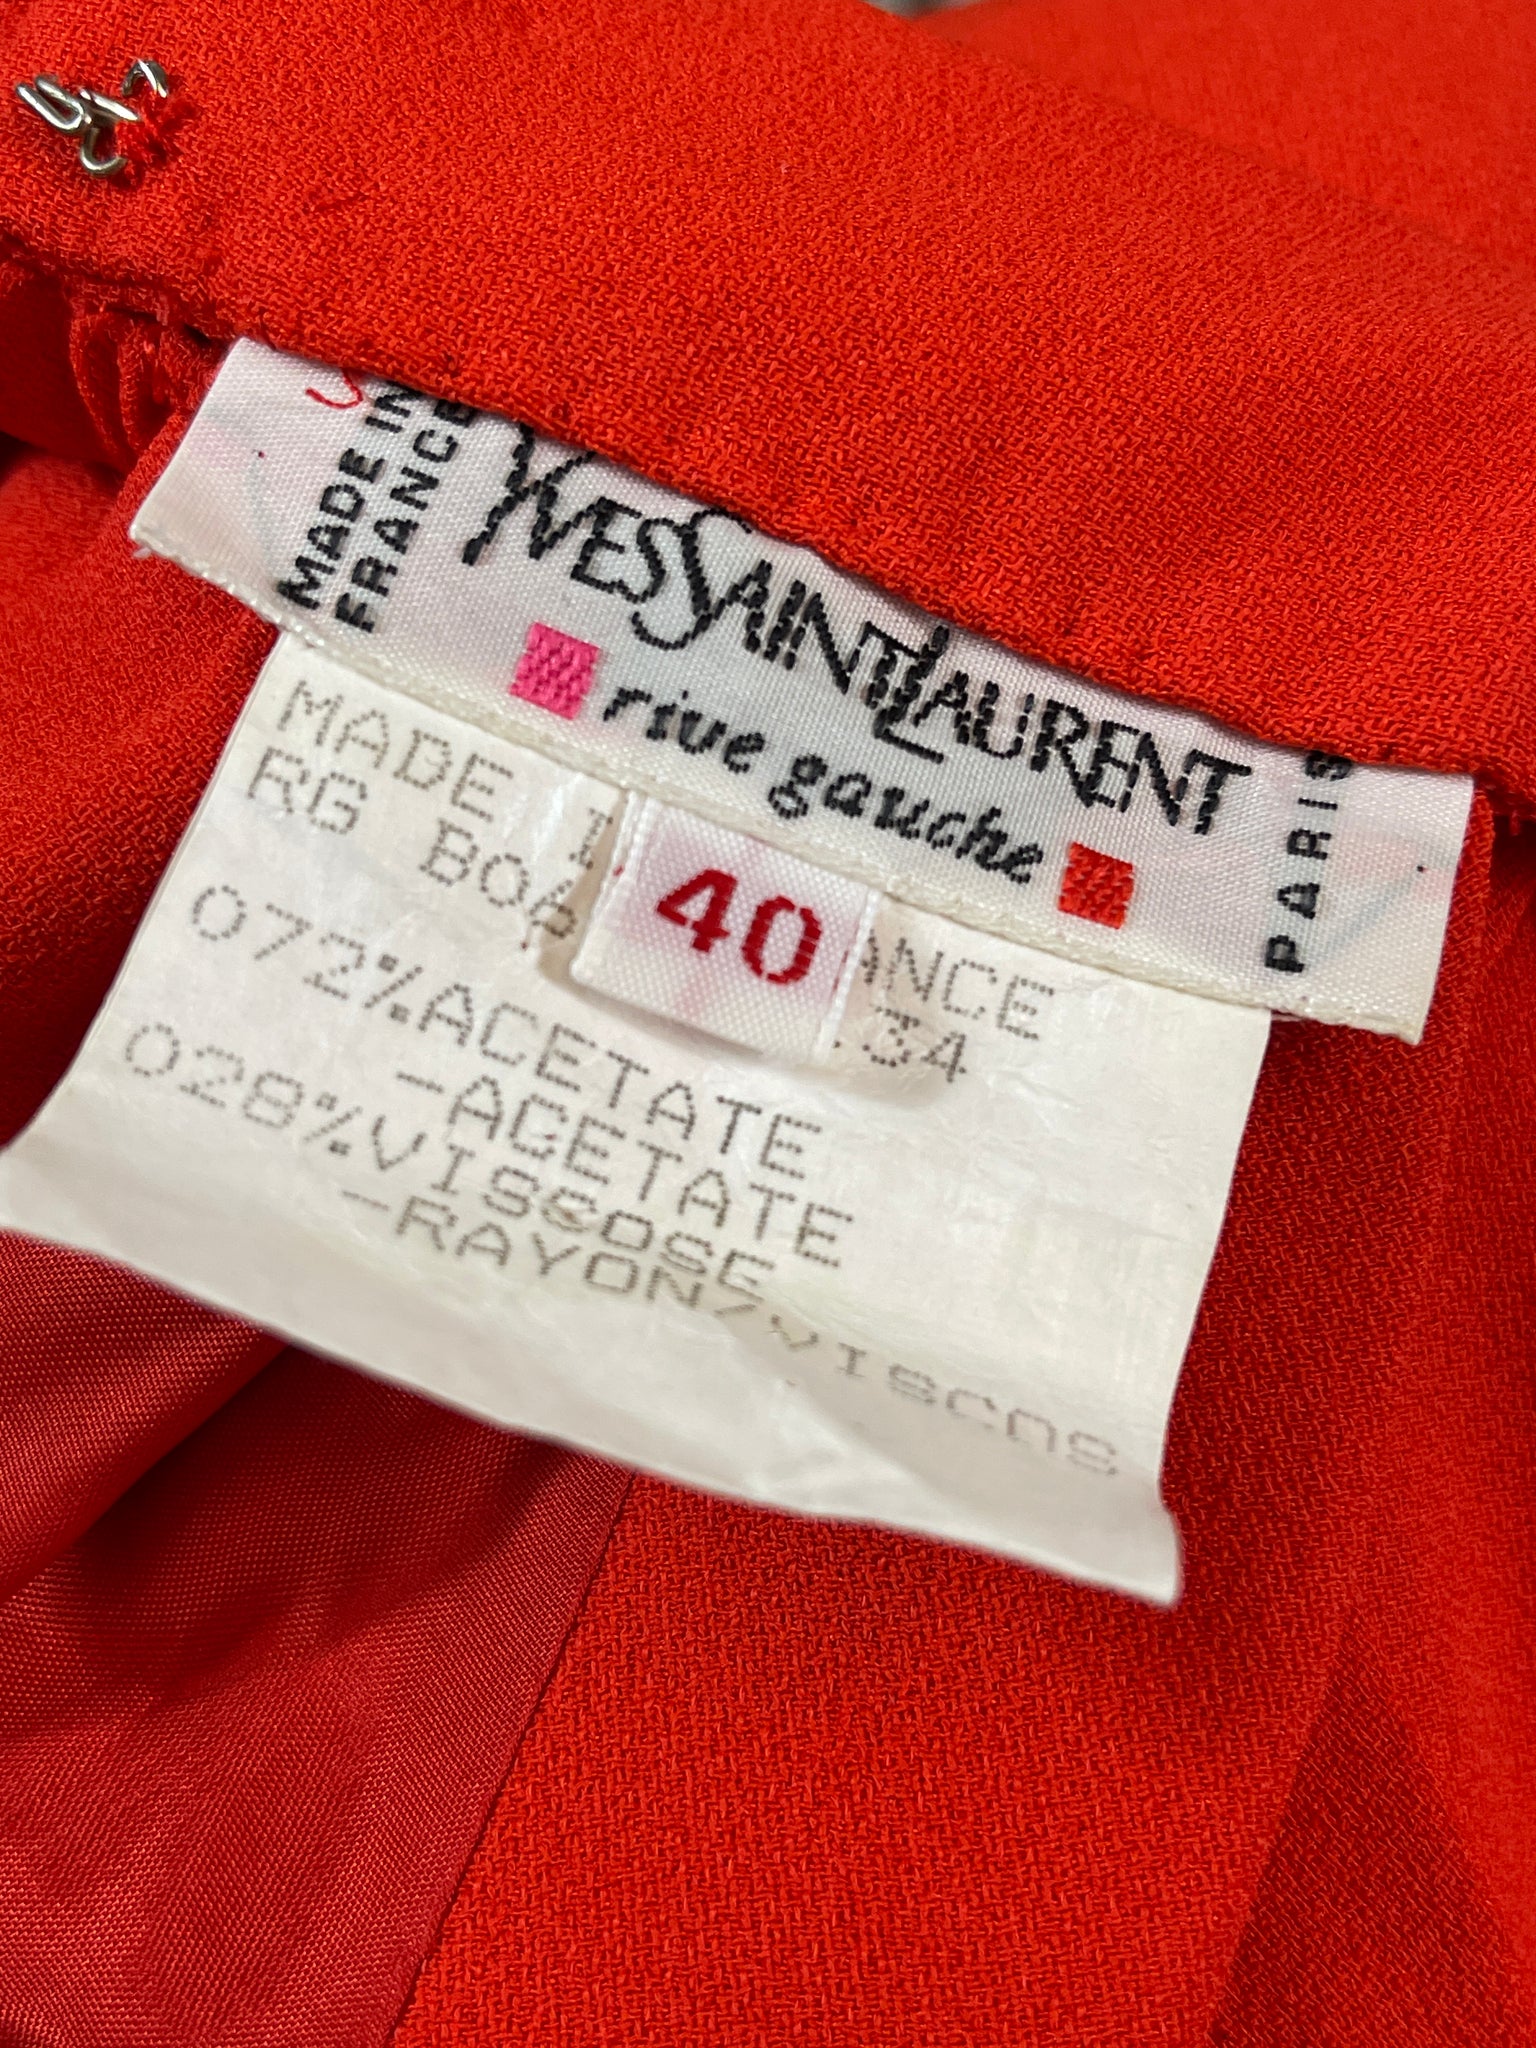 MADE IN
FRANCE
YVES SAINT LAURENT
rive gauche
PARIS
40
MADE I ANCE
RG B06 34
072%ACETATE
-ACETATE
028%VISCOSE
-RAYON/VISCOS